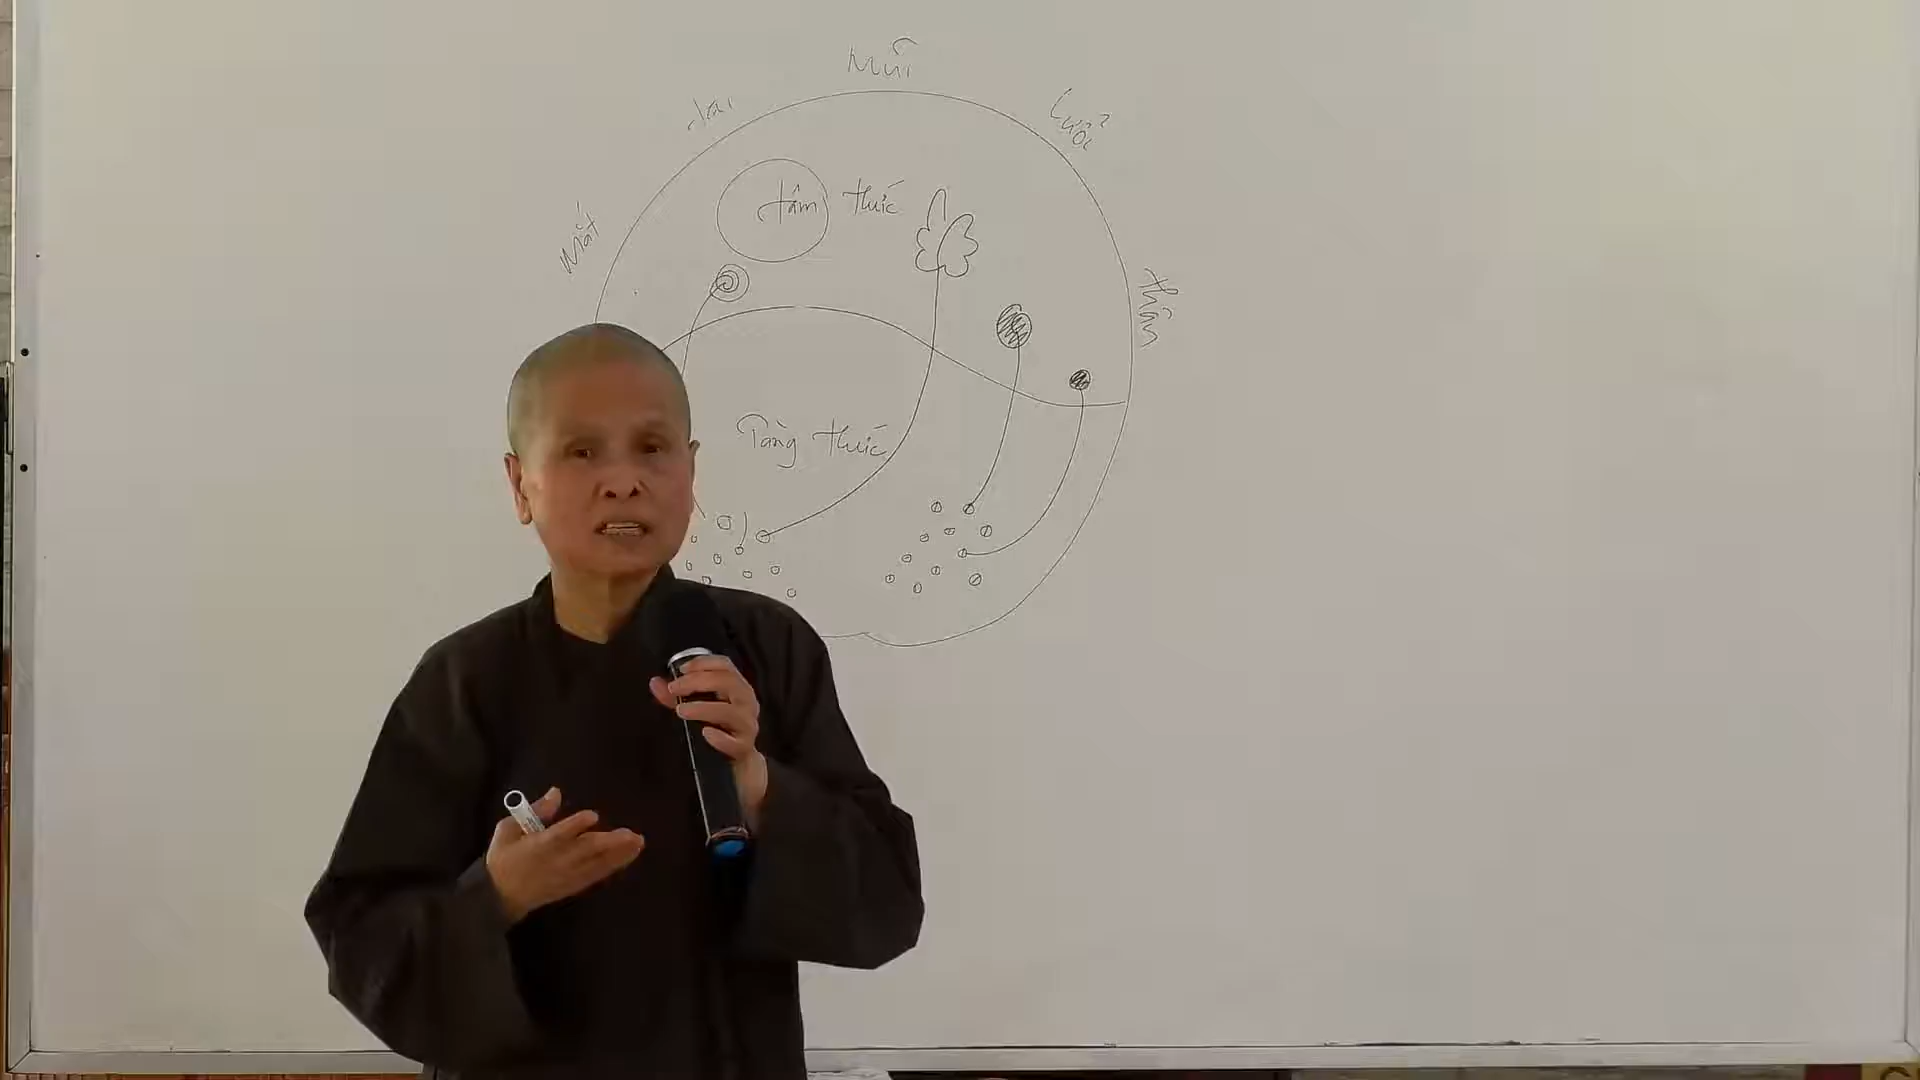 Mũi
Tai
Lưỡi
Mắt
tâm thức
thân
Tàng thức